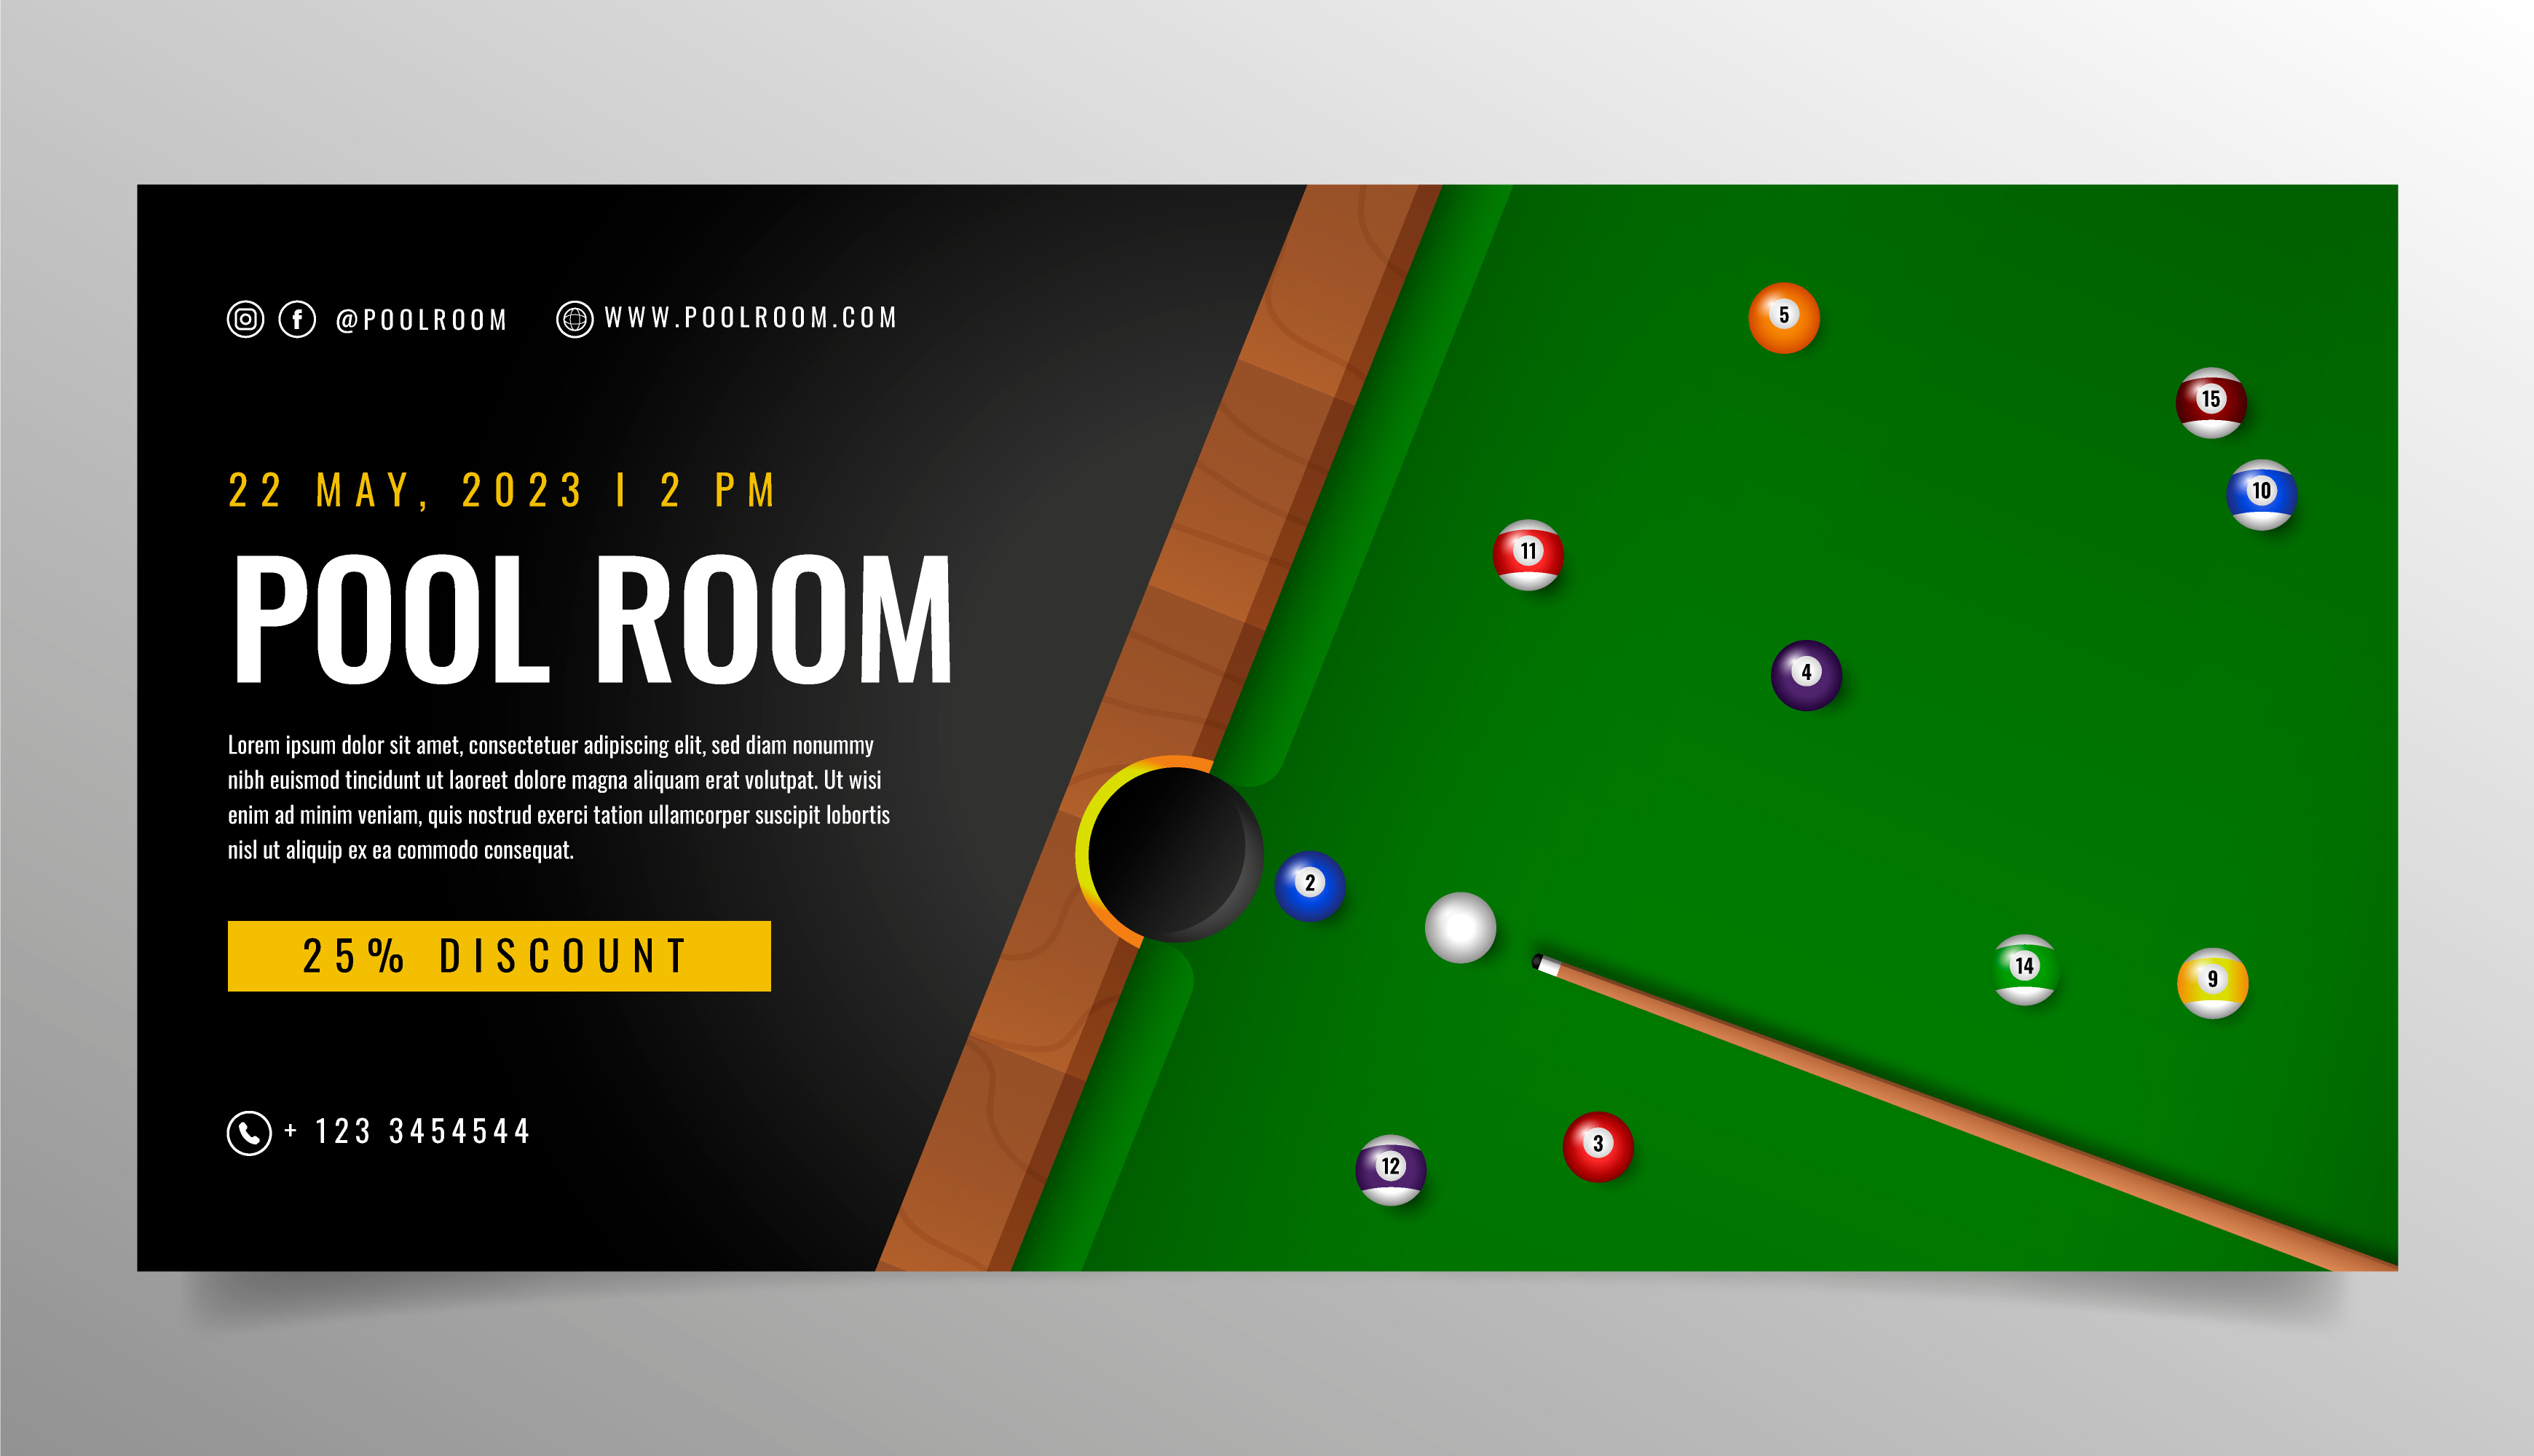 @POOLROOM WWW.POOLROOM.COM
22 MAY, 2023 I 2 PM
POOL ROOM
Lorem ipsum dolor sit amet, consectetuer adipiscing elit, sed diam nonummy
nibh euismod tincidunt ut laoreet dolore magna aliquam erat volutpat. Ut wisi
enim ad minim veniam, quis nostrud exerci tation ullamcorper suscipit lobortis
nisl ut aliquip ex ea commodo consequat.
25% DISCOUNT
+ 123 3454544
5
15
10
11
4
2
14
9
3
12